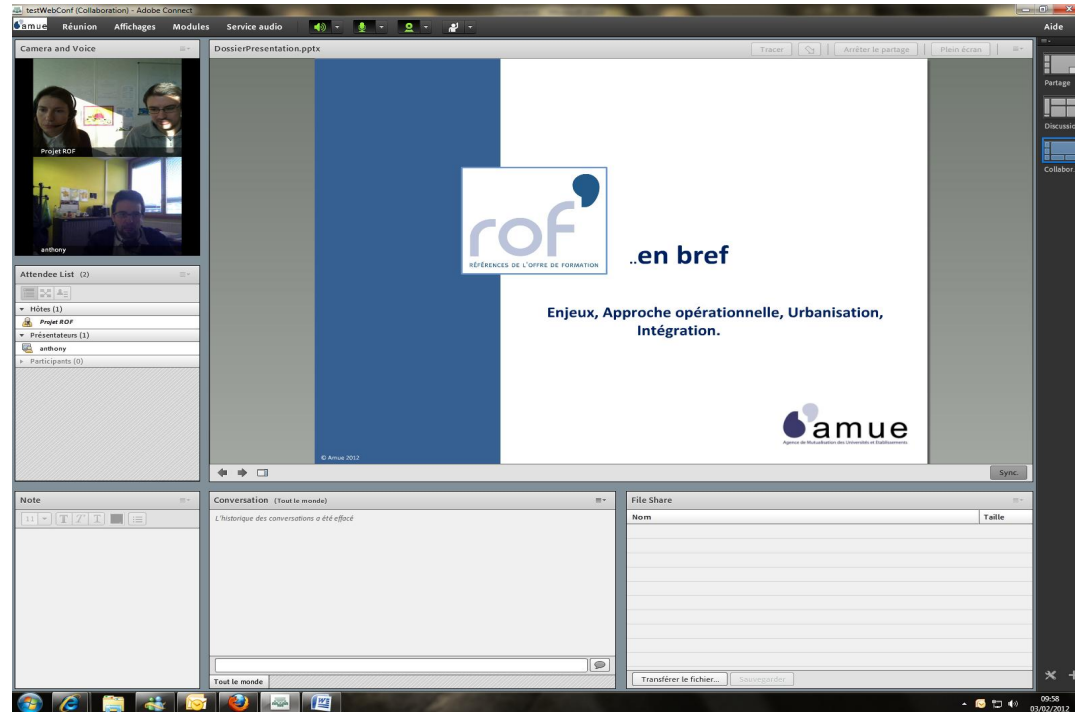 testWebConf (Collaboration) - Adobe Connect
amue Réunion Affichages Modules Service audio Aide
Camera and Voice
Projet ROF
anthony
Attendee List (2)
Hôtes (1)
Projet ROF
Présentateurs (1)
anthony
Participants (0)
DossierPresentation.pptx
Tracer Arrêter le partage Plein écran
rof
RÉFÉRENCES DE L'OFFRE DE FORMATION
..en bref
Enjeux, Approche opérationnelle, Urbanisation,
Intégration.
amue
Agence de Mutualisation des Universités et Etablissements
© Amue 2012
Sync.
Partage
Discussio
Collabor.
Note
11 T T T
Conversation (Tout le monde)
L'historique des conversations a été effacé
Tout le monde
File Share
Nom Taille
Transférer le fichier... Sauvegarder
09:58
03/02/2012